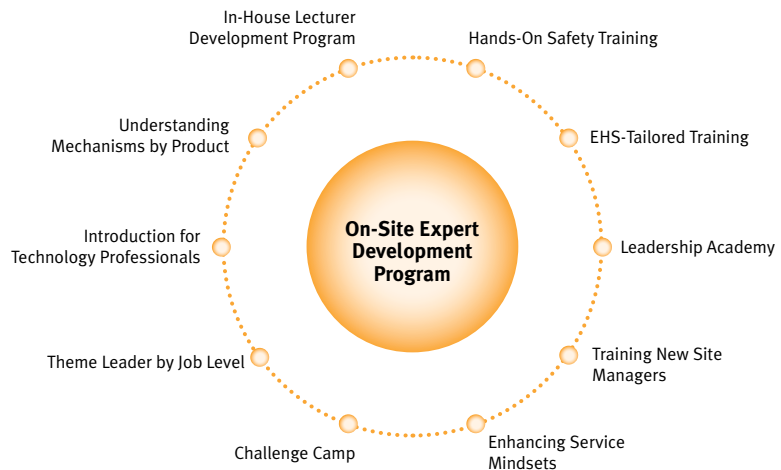 In-House Lecturer
Development Program
Hands-On Safety Training
Understanding
Mechanisms by Product
EHS-Tailored Training
On-Site Expert
Development
Program
Introduction for
Technology Professionals
Leadership Academy
Theme Leader by Job Level
Training New Site
Managers
Challenge Camp
Enhancing Service
Mindsets